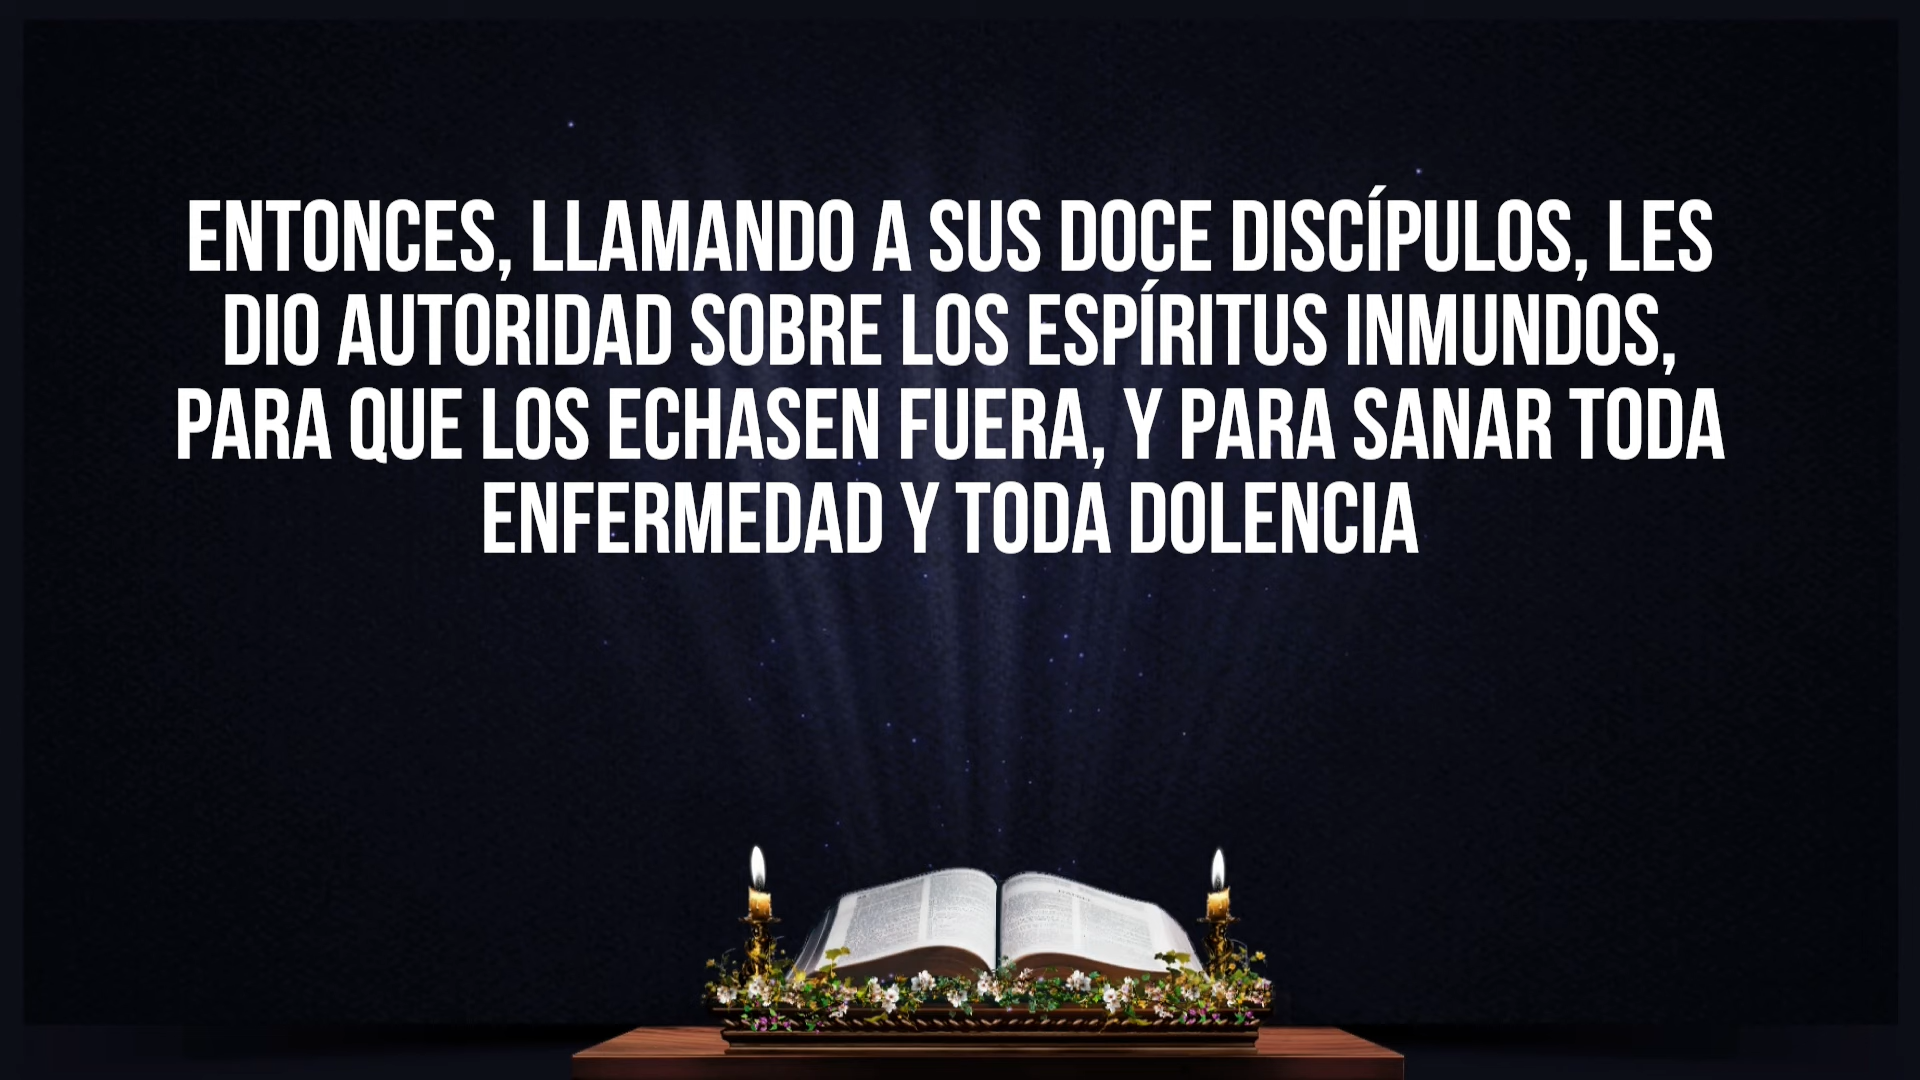 ENTONCES, LLAMANDO A SUS DOCE DISCÍPULOS, LES
DIO AUTORIDAD SOBRE LOS ESPÍRITUS INMUNDOS,
PARA QUE LOS ECHASEN FUERA, Y PARA SANAR TODA
ENFERMEDAD Y TODA DOLENCIA